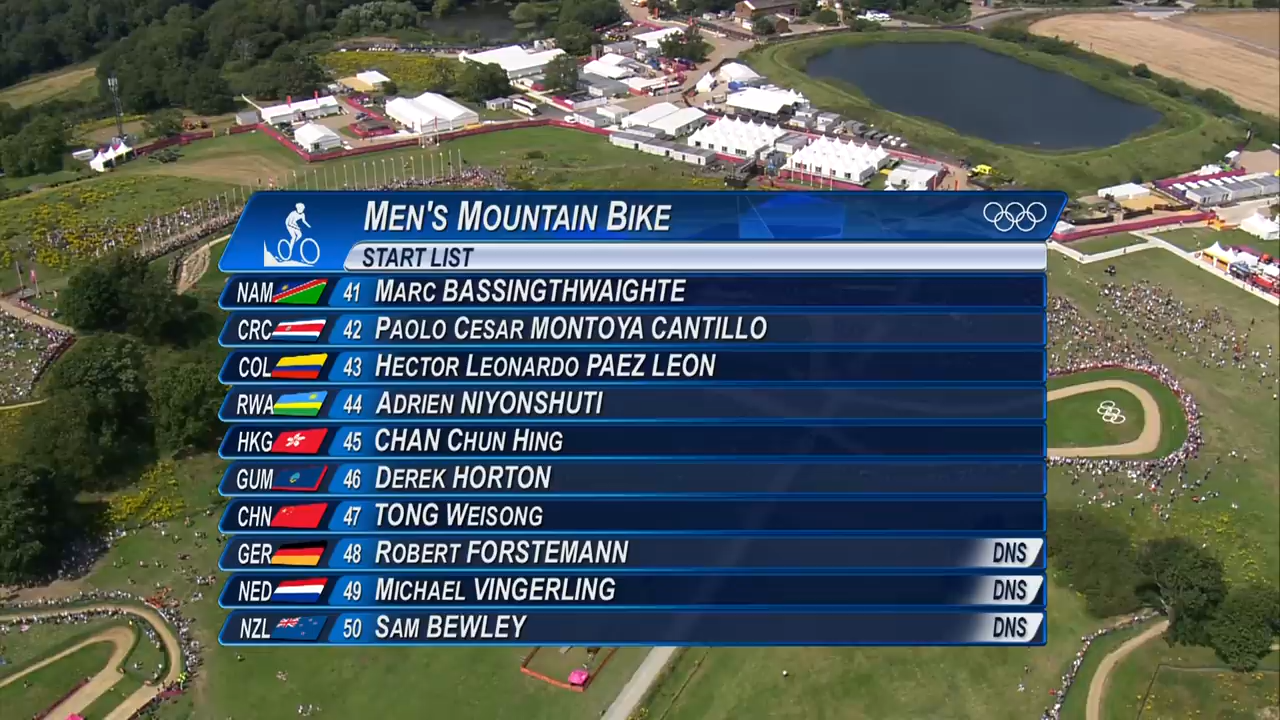 MEN'S MOUNTAIN BIKE
START LIST
NAM 41 MARC BASSINGTHWAIGHTE
CRC 42 PAOLO CESAR MONTOYA CANTILLO
COL 43 HECTOR LEONARDO PAEZ LEON
RWA 44 ADRIEN NIYONSHUTI
HKG 45 CHAN CHUN HING
GUM 46 DEREK HORTON
CHN 47 TONG WEISONG
GER 48 ROBERT FORSTEMANN DNS
NED 49 MICHAEL VINGERLING DNS
NZL 50 SAM BEWLEY DNS